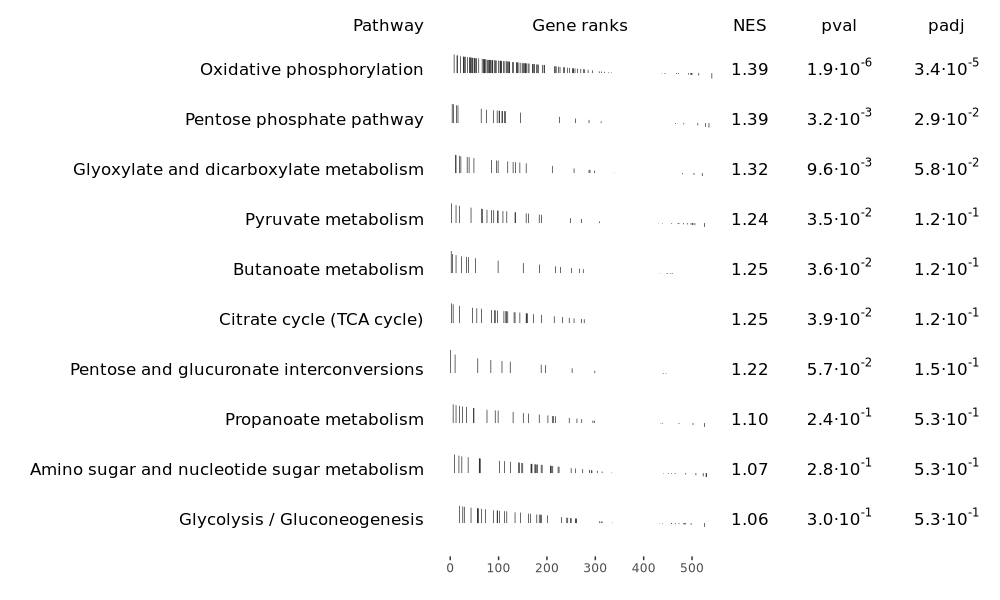 Pathway Gene ranks NES pval padj
Oxidative phosphorylation 1.39 1.9·10⁻⁶ 3.4·10⁻⁵
Pentose phosphate pathway 1.39 3.2·10⁻³ 2.9·10⁻²
Glyoxylate and dicarboxylate metabolism 1.32 9.6·10⁻³ 5.8·10⁻²
Pyruvate metabolism 1.24 3.5·10⁻² 1.2·10⁻¹
Butanoate metabolism 1.25 3.6·10⁻² 1.2·10⁻¹
Citrate cycle (TCA cycle) 1.25 3.9·10⁻² 1.2·10⁻¹
Pentose and glucuronate interconversions 1.22 5.7·10⁻² 1.5·10⁻¹
Propanoate metabolism 1.10 2.4·10⁻¹ 5.3·10⁻¹
Amino sugar and nucleotide sugar metabolism 1.07 2.8·10⁻¹ 5.3·10⁻¹
Glycolysis / Gluconeogenesis 1.06 3.0·10⁻¹ 5.3·10⁻¹
0 100 200 300 400 500